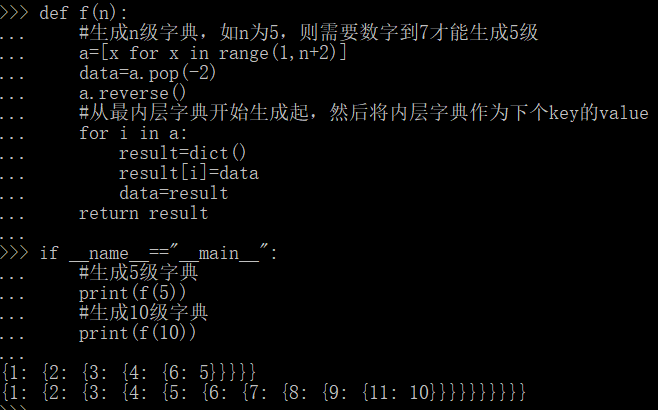 >>> def f(n):
...     #生成n级字典，如n为5，则需要数字到7才能生成5级
...     a=[x for x in range(1,n+2)]
...     data=a.pop(-2)
...     a.reverse()
...     #从最内层字典开始生成起，然后将内层字典作为下个key的value
...     for i in a:
...         result=dict()
...         result[i]=data
...         data=result
...     return result
...
>>> if __name__=="__main__":
...     #生成5级字典
...     print(f(5))
...     #生成10级字典
...     print(f(10))
...
{1: {2: {3: {4: {6: 5}}}}}
{1: {2: {3: {4: {5: {6: {7: {8: {9: {11: 10}}}}}}}}}}
>>>